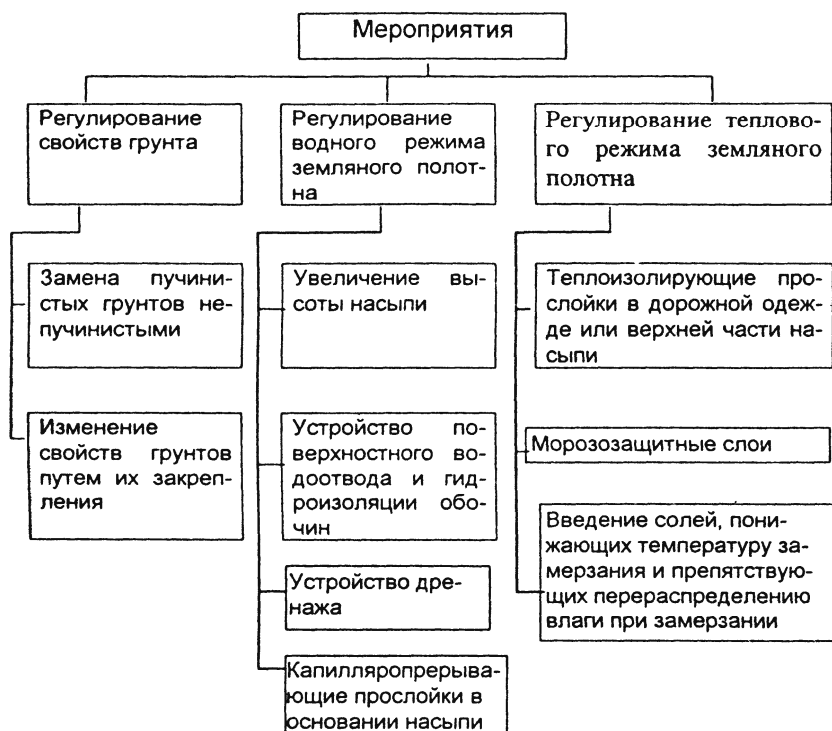 Мероприятия
Регулирование
свойств грунта
Замена пучини-
стых грунтов не-
пучинистыми
Изменение
свойств грунтов
путем их закреп-
ления
Регулирование
водного режима
земляного полот-
на
Увеличение вы-
соты насыпи
Устройство по-
верхностного во-
доотвода и гид-
роизоляции обо-
чин
Устройство дре-
нажа
Капилляропрерыва-
ющие прослойки в
основании насыпи
Регулирование теплово-
го режима земляного
полотна
Теплоизолирующие про-
слойки в дорожной одеж-
де или верхней части на-
сыпи
Морозозащитные слои
Введение солей, пони-
жающих температуру за-
мерзания и препятствую-
щих перераспределению
влаги при замерзании